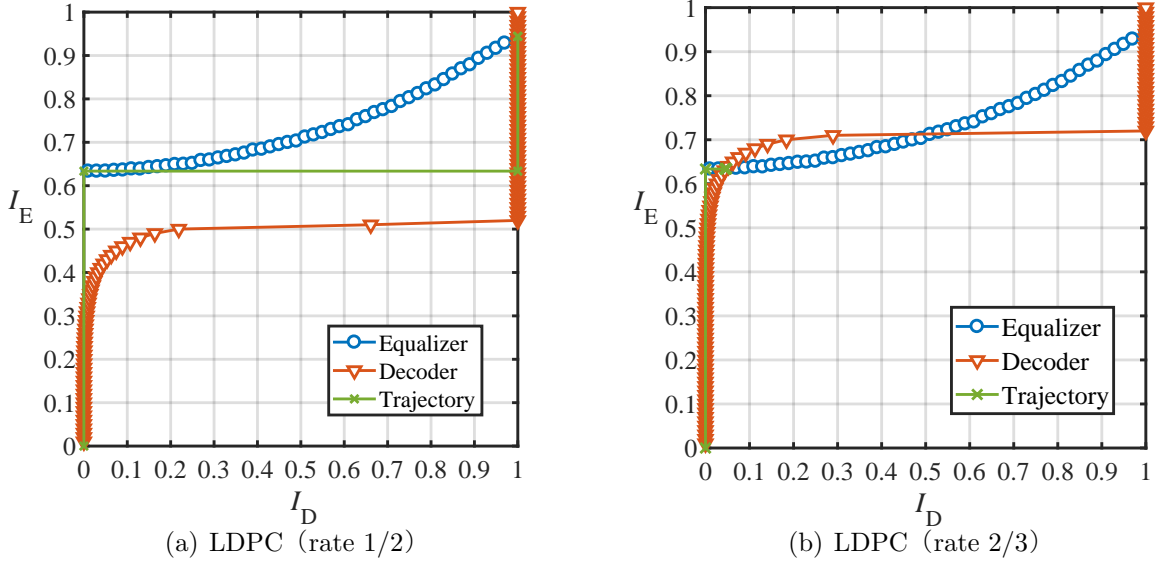 1
0.9
0.8
0.7
0.6
0.5
0.4
0.3
0.2
0.1
0
I_E
0 0.1 0.2 0.3 0.4 0.5 0.6 0.7 0.8 0.9 1
I_D
Equalizer
Decoder
Trajectory
(a) LDPC（rate 1/2）
1
0.9
0.8
0.7
0.6
0.5
0.4
0.3
0.2
0.1
0
I_E
0 0.1 0.2 0.3 0.4 0.5 0.6 0.7 0.8 0.9 1
I_D
Equalizer
Decoder
Trajectory
(b) LDPC（rate 2/3）